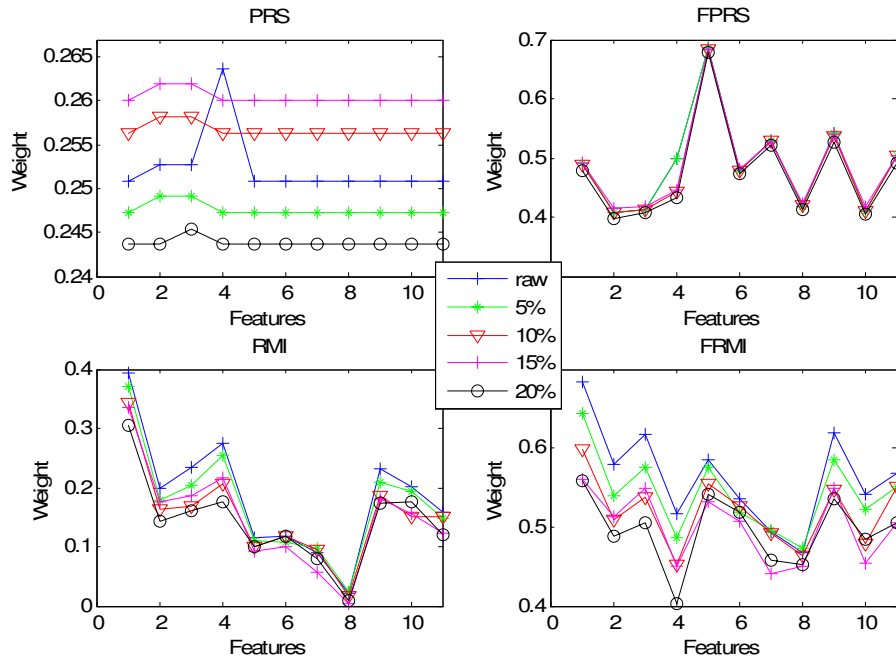 PRS
FPRS
0.265
0.26
0.255
0.25
0.245
0.24
Weight
0 2 4 6 8 10
Features
0.7
0.6
0.5
0.4
Weight
2 4 6 8 10
Features
raw
5%
10%
15%
20%
RMI
FRMI
0.4
0.3
0.2
0.1
0
Weight
0 2 4 6 8 10
Features
0.6
0.5
0.4
Weight
0 2 4 6 8 10
Features